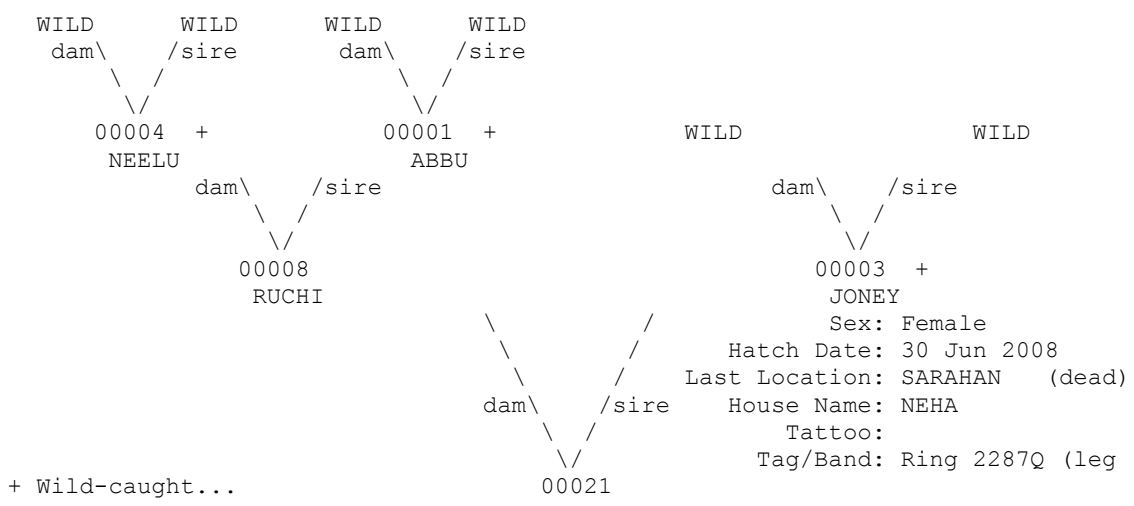 WILD WILD WILD WILD
dam\ /sire dam\ /sire
\ / \ /
\/ \/
00004 + 00001 + WILD WILD
NEELU ABBU
dam\ /sire dam\ /sire
\ / \ /
\/ \/
00008 00003 +
RUCHI JONEY
\ / Sex: Female
\ / Hatch Date: 30 Jun 2008
\ / Last Location: SARAHAN (dead)
dam\ /sire House Name: NEHA
\ / Tattoo:
\/ Tag/Band: Ring 2287Q (leg
+ Wild-caught... 00021